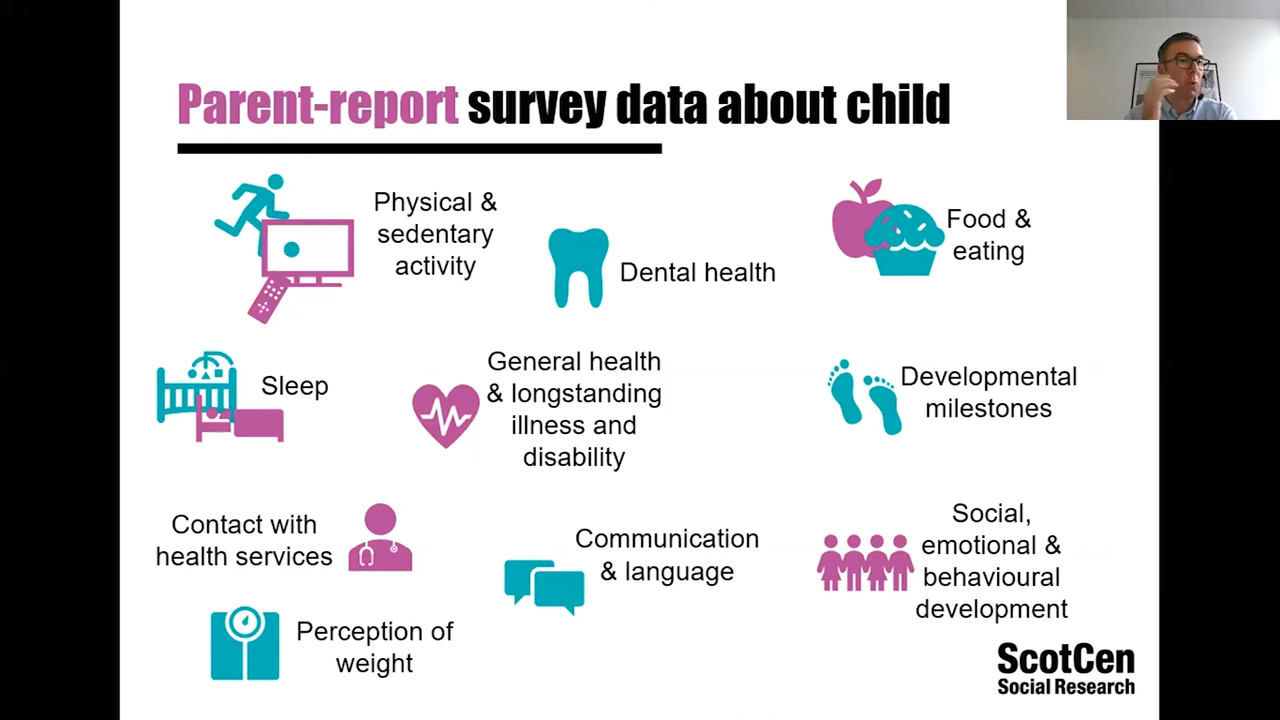 Parent-report survey data about child
Physical &
sedentary
activity
Dental health
Food &
eating
Sleep
General health
& longstanding
illness and
disability
Developmental
milestones
Contact with
health services
Communication
& language
Social,
emotional &
behavioural
development
Perception of
weight
ScotCen
Social Research